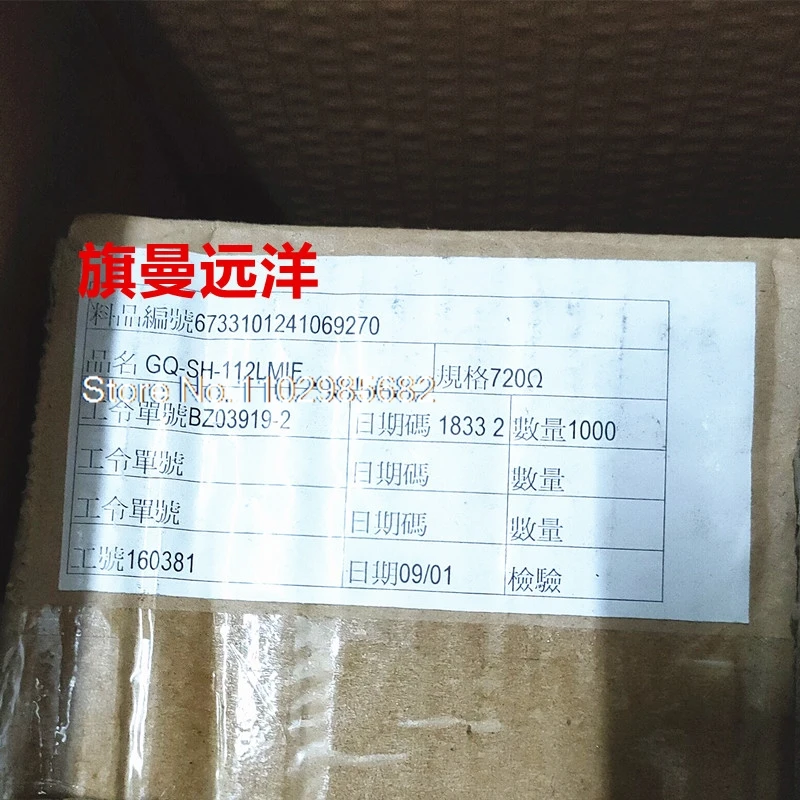 旗曼远洋
料品編號6733101241069270
品名 GQ-SH-112LMIF 規格720Ω
Store No. 1102985682
工令單號BZ03919-2 日期碼 1833 2 數量1000
工令單號 日期碼 數量
工令單號 日期碼 數量
工號160381 日期09/01 檢驗